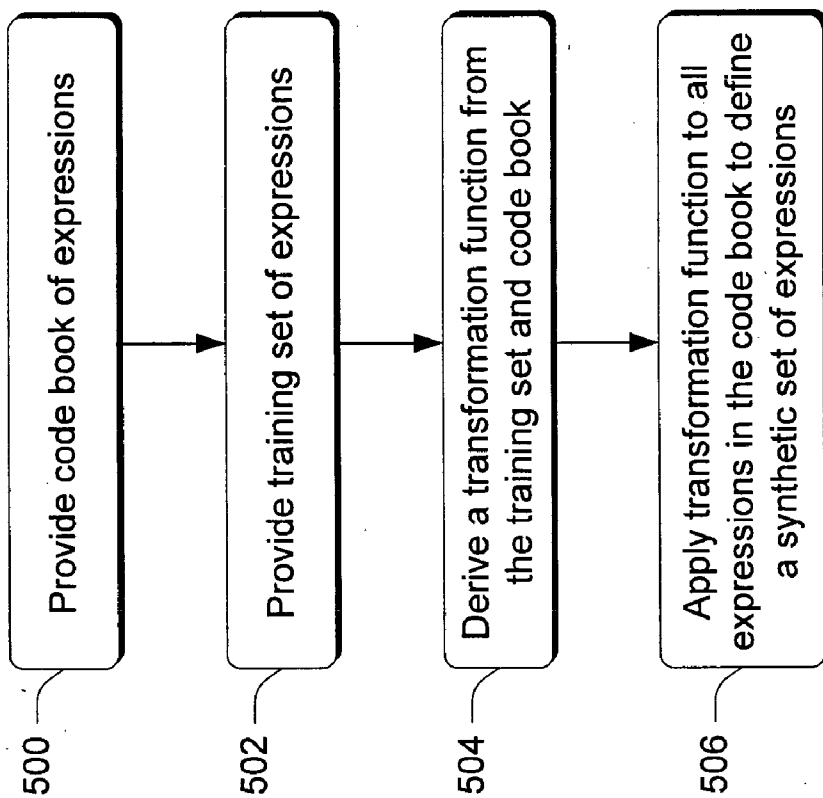 500
Provide code book of expressions
502
Provide training set of expressions
504
Derive a transformation function from
the training set and code book
506
Apply transformation function to all
expressions in the code book to define
a synthetic set of expressions